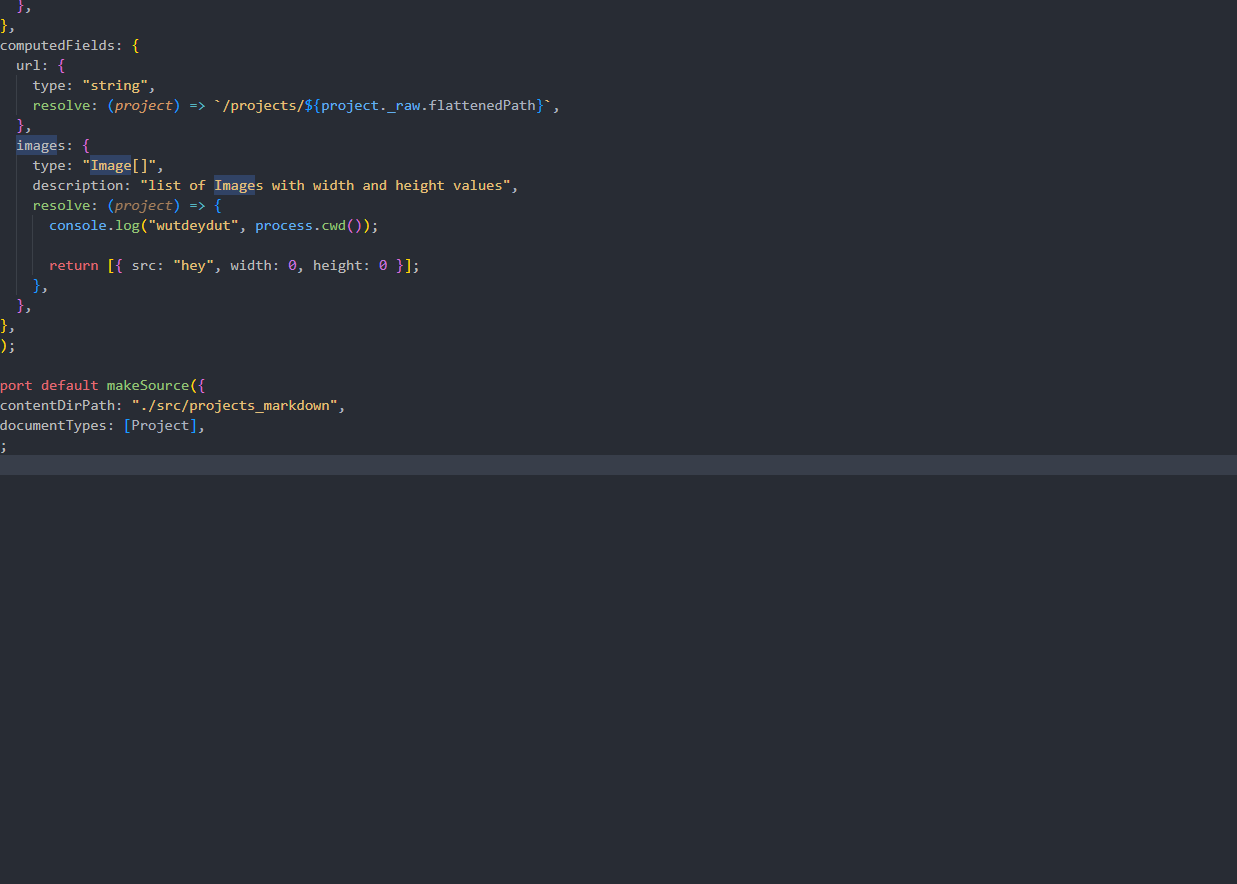 },
},
computedFields: {
url: {
type: "string",
resolve: (project) => `/projects/${project._raw.flattenedPath}`,
},
images: {
type: "Image[]",
description: "list of Images with width and height values",
resolve: (project) => {
console.log("wutdeydut", process.cwd());
return [{ src: "hey", width: 0, height: 0 }];
},
},
},
);
port default makeSource({
contentDirPath: "./src/projects_markdown",
documentTypes: [Project],
;